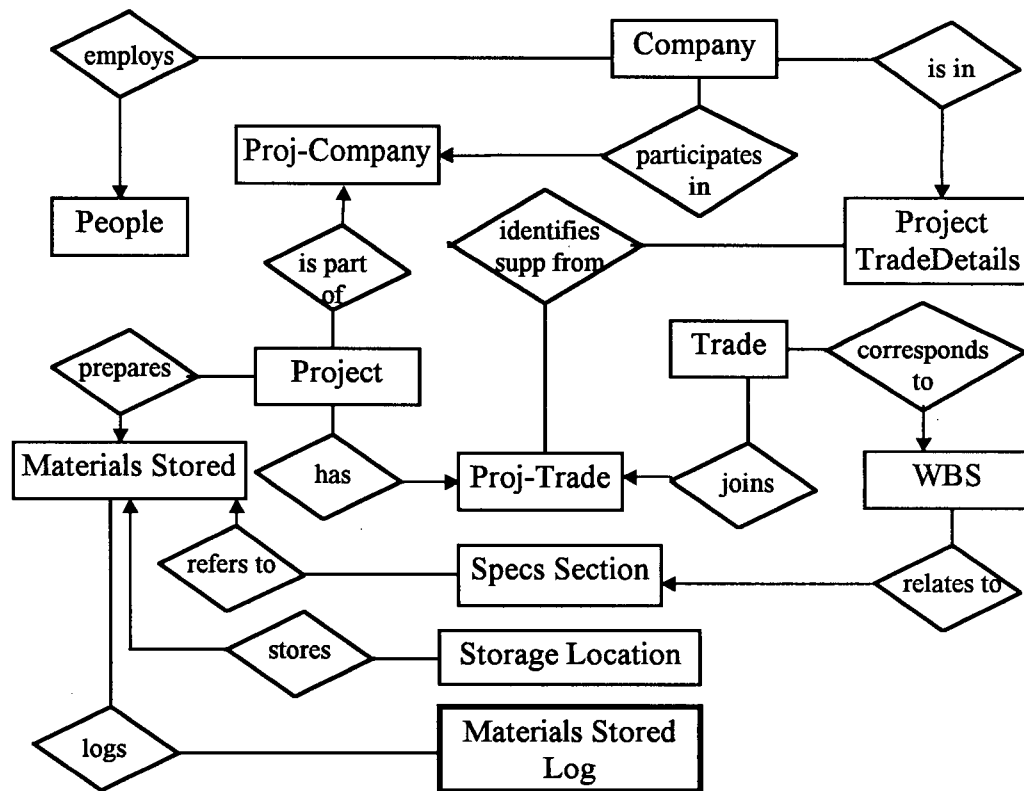 employs
Company
is in
Proj-Company
participates
in
People
identifies
supp from
Project
TradeDetails
is part
of
Trade
corresponds
to
prepares
Project
Materials Stored
has
Proj-Trade
joins
WBS
refers to
Specs Section
relates to
stores
Storage Location
logs
Materials Stored
Log